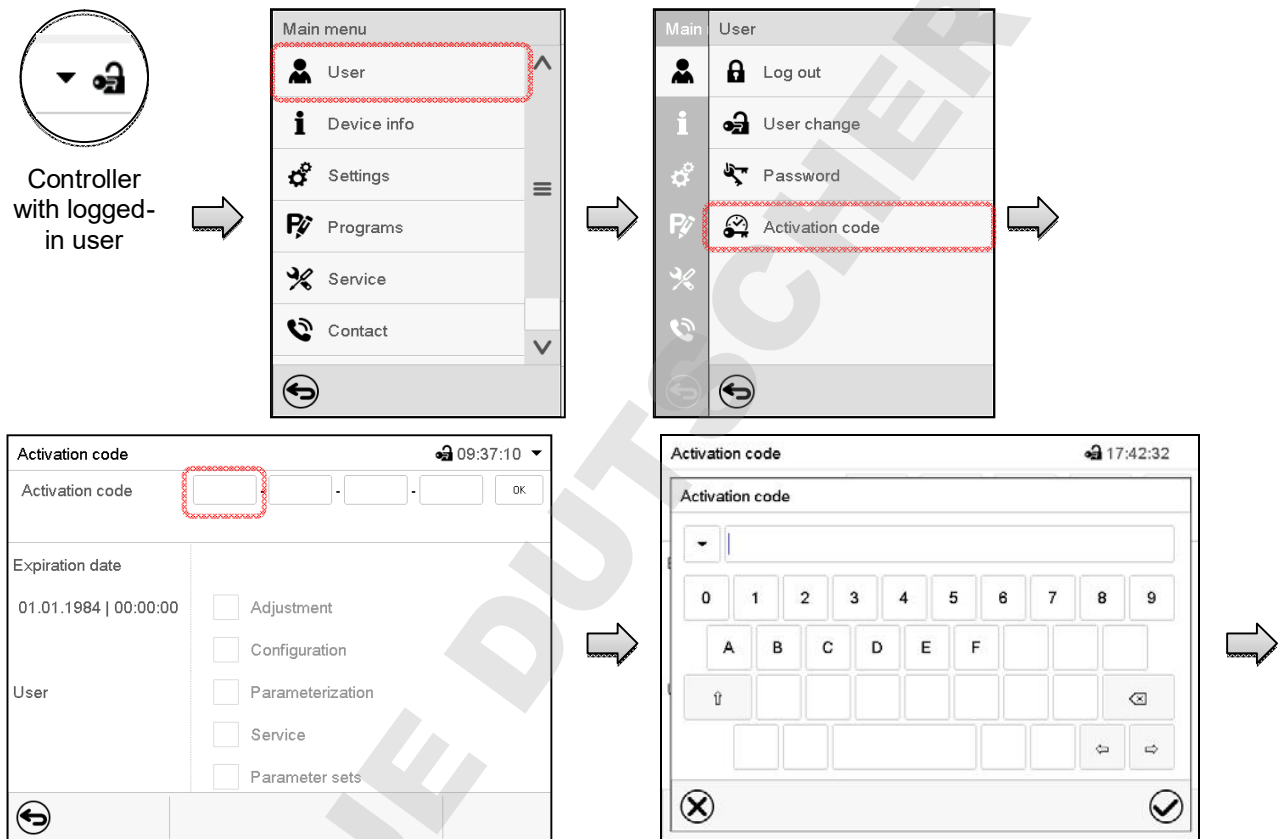 Controller
with logged-
in user
Main menu
User
Device info
Settings
Programs
Service
Contact
Main
User
Log out
User change
Password
Activation code
Activation code
09:37:10
Activation code
- - -
OK
Expiration date
01.01.1984 | 00:00:00
Adjustment
Configuration
User
Parameterization
Service
Parameter sets
Activation code
17:42:32
Activation code
0 1 2 3 4 5 6 7 8 9
A B C D E F
E DUTSCHER